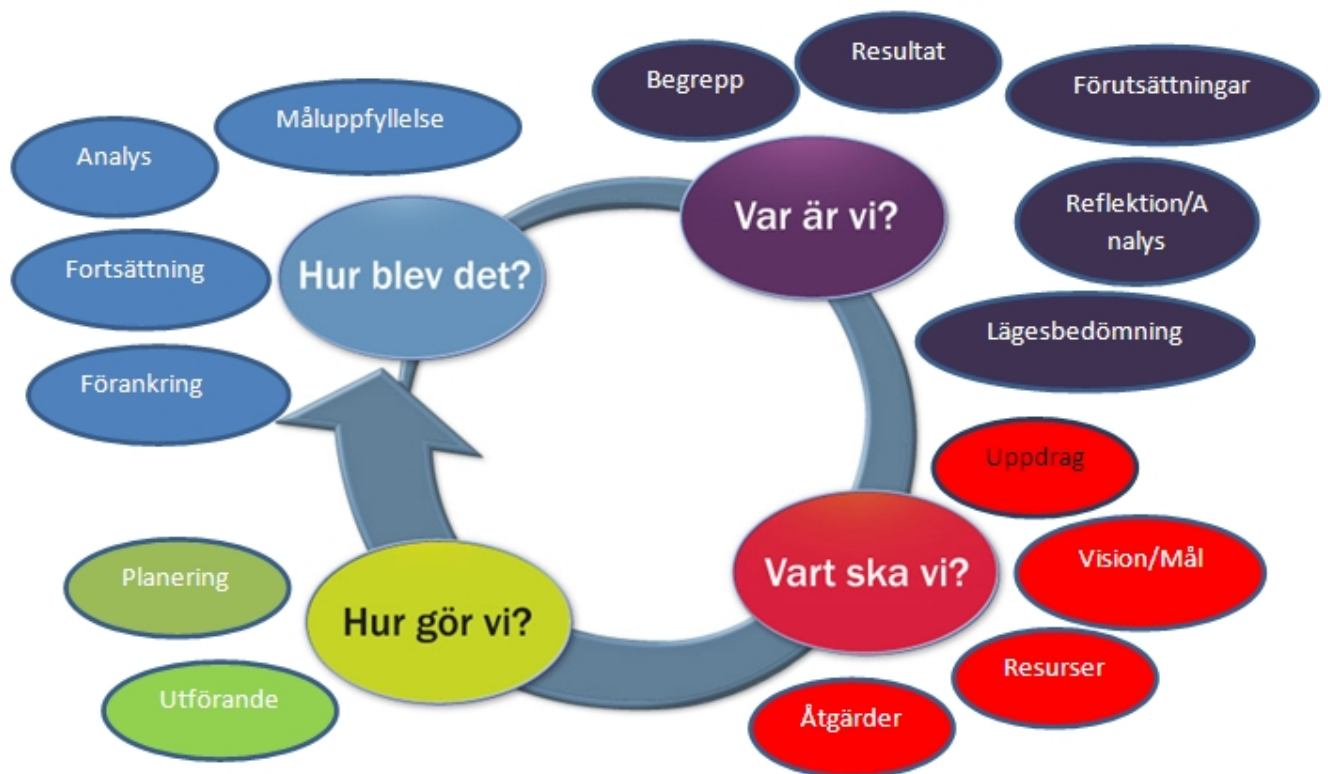 Begrepp
Resultat
Förutsättningar
Reflektion/A
nalys
Lägesbedömning
Var är vi?
Uppdrag
Vision/Mål
Resurser
Åtgärder
Vart ska vi?
Hur gör vi?
Planering
Utförande
Hur blev det?
Måluppfyllelse
Analys
Fortsättning
Förankring